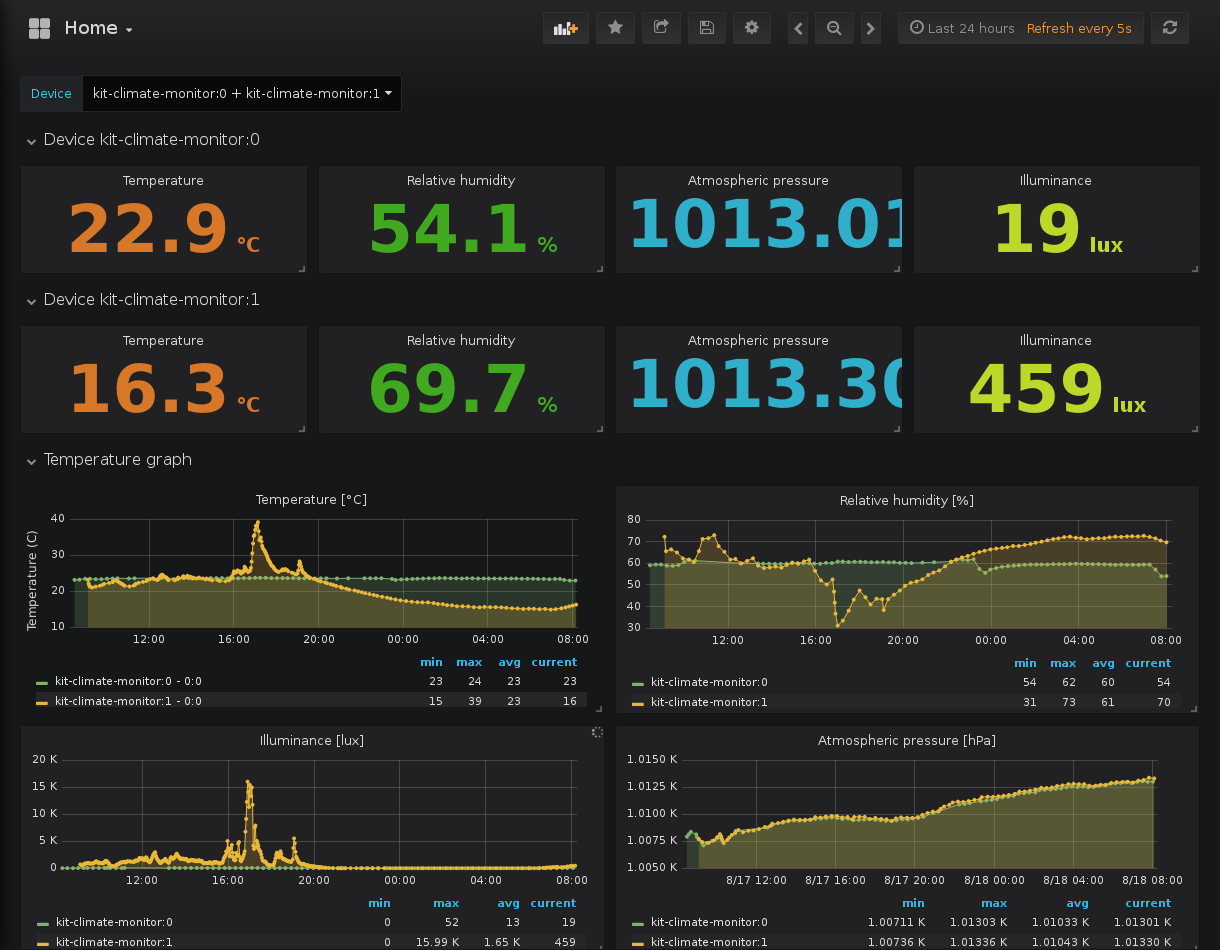 Home
Last 24 hours Refresh every 5s
Device kit-climate-monitor:0 + kit-climate-monitor:1
Device kit-climate-monitor:0
Temperature Relative humidity Atmospheric pressure Illuminance
22.9 °C 54.1 % 1013.01 19 lux
Device kit-climate-monitor:1
Temperature Relative humidity Atmospheric pressure Illuminance
16.3 °C 69.7 % 1013.30 459 lux
Temperature graph
Temperature [°C]
Temperature (C)
40
30
20
10
12:00 16:00 20:00 00:00 04:00 08:00
min max avg current
kit-climate-monitor:0 - 0:0 23 24 23 23
kit-climate-monitor:1 - 0:0 15 39 23 16
Relative humidity [%]
80
70
60
50
40
30
12:00 16:00 20:00 00:00 04:00 08:00
min max avg current
kit-climate-monitor:0 54 62 60 54
kit-climate-monitor:1 31 73 61 70
Illuminance [lux]
20 K
15 K
10 K
5 K
0
12:00 16:00 20:00 00:00 04:00 08:00
min max avg current
kit-climate-monitor:0 0 52 13 19
kit-climate-monitor:1 0 15.99 K 1.65 K 459
Atmospheric pressure [hPa]
1.0150 K
1.0125 K
1.0100 K
1.0075 K
1.0050 K
8/17 12:00 8/17 16:00 8/17 20:00 8/18 00:00 8/18 04:00 8/18 08:00
min max avg current
kit-climate-monitor:0 1.00711 K 1.01303 K 1.01033 K 1.01301 K
kit-climate-monitor:1 1.00736 K 1.01336 K 1.01043 K 1.01330 K